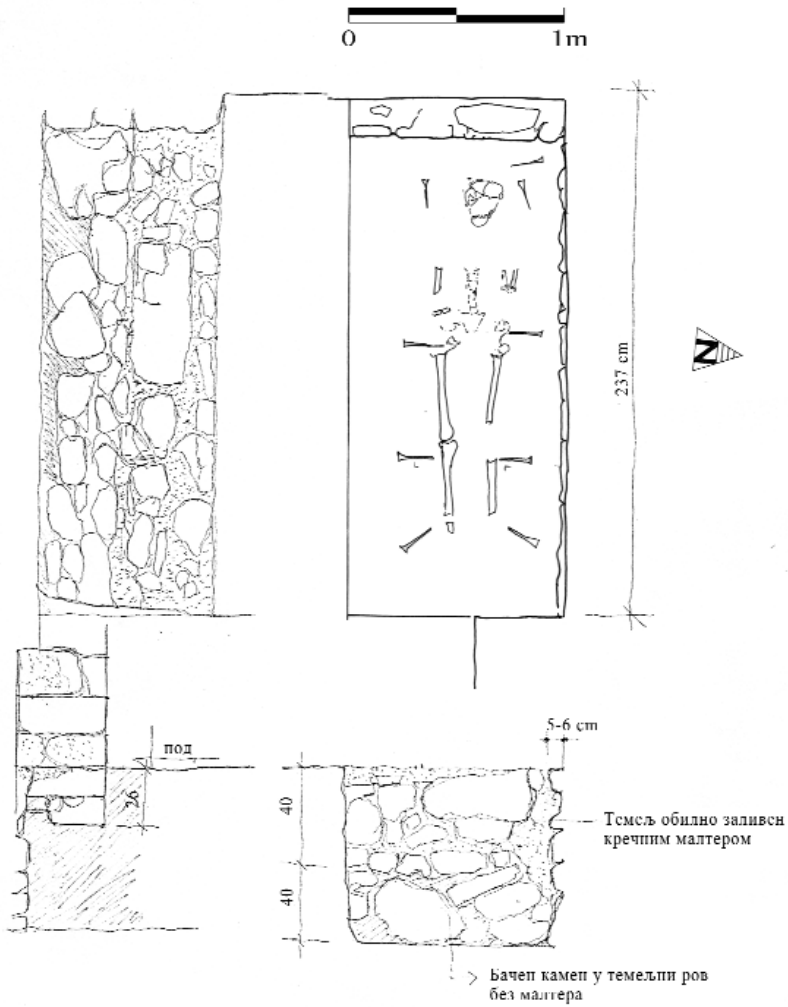 0 1m
N
237 cm
5-6 cm
под
26
40
40
Темељ обилно заливен
кречним малтером
Бачен камен у темељни ров
без малтера